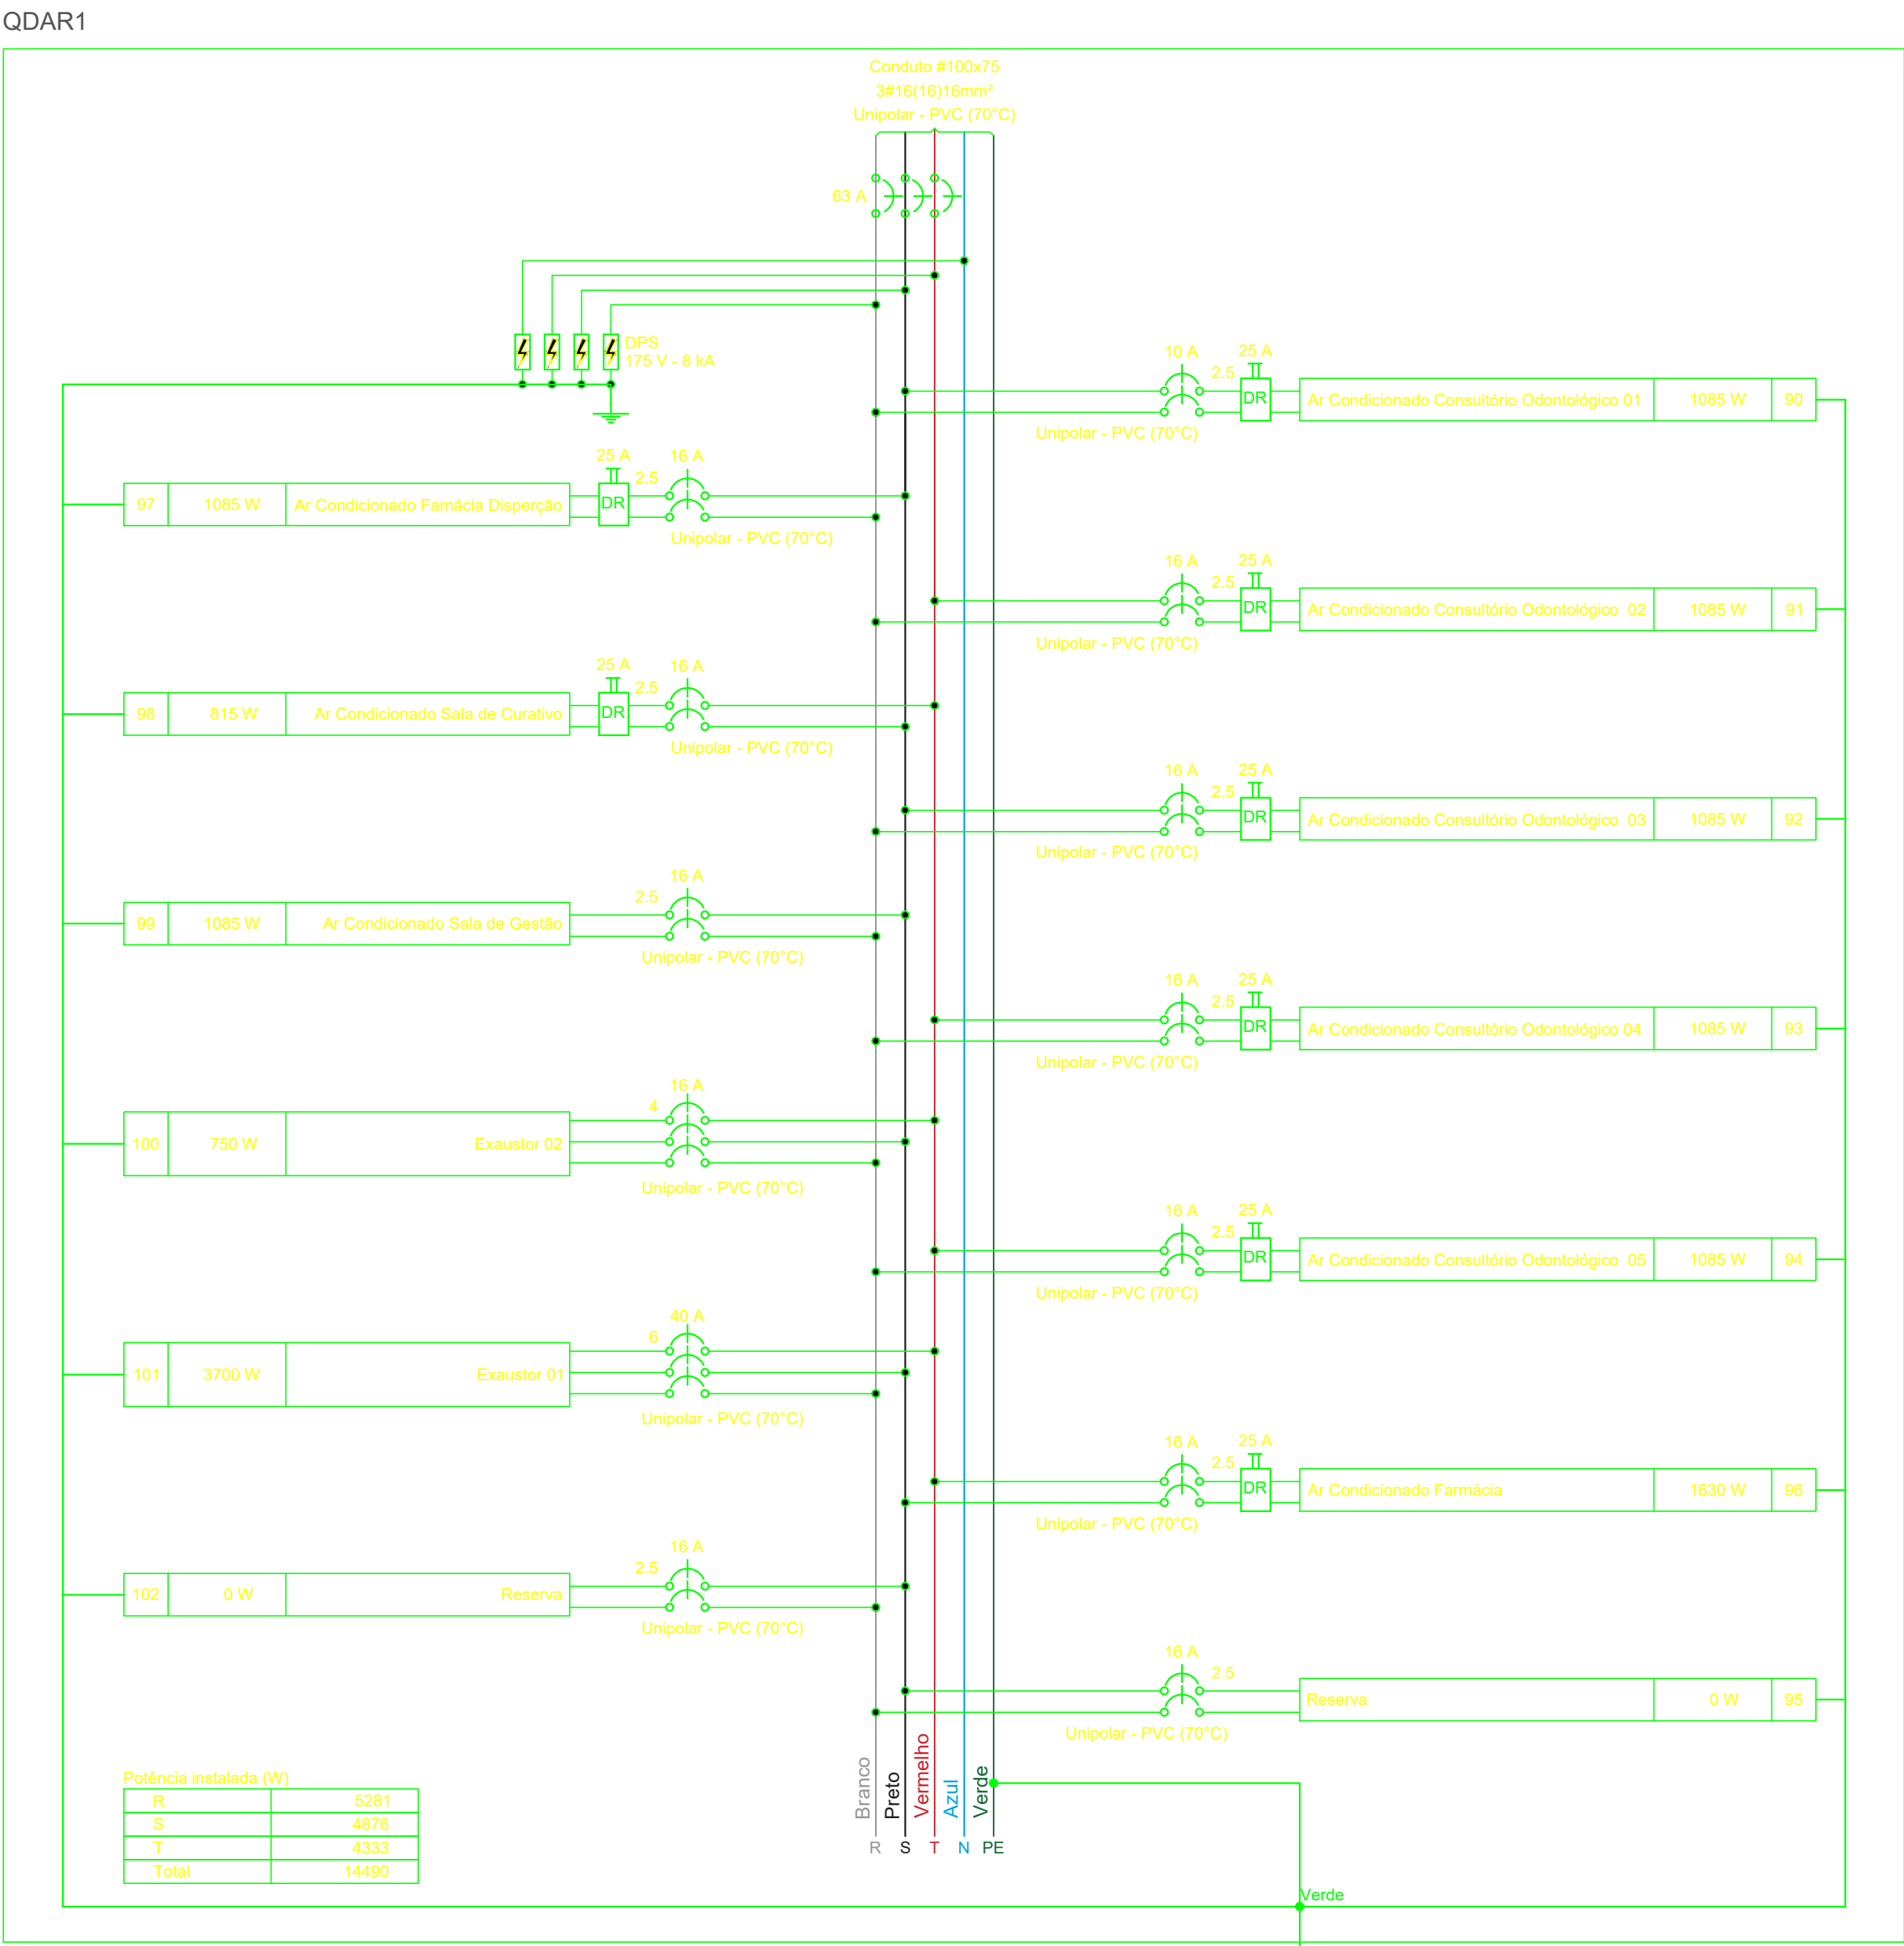 QDAR1
Conduto #100x75
3#16(16)16mm²
Unipolar - PVC (70°C)
63 A
DPS
175 V - 8 kA
10 A
25 A
2.5
DR
Ar Condicionado Consultório Odontológico 01
1085 W
90
Unipolar - PVC (70°C)
25 A
16 A
2.5
97
1085 W
Ar Condicionado Famácia Disperção
DR
Unipolar - PVC (70°C)
16 A
25 A
2.5
DR
Ar Condicionado Consultório Odontológico 02
1085 W
91
Unipolar - PVC (70°C)
25 A
16 A
2.5
98
815 W
Ar Condicionado Sala de Curativo
DR
Unipolar - PVC (70°C)
16 A
25 A
2.5
DR
Ar Condicionado Consultório Odontológico 03
1085 W
92
Unipolar - PVC (70°C)
16 A
2.5
99
1085 W
Ar Condicionado Sala de Gestão
Unipolar - PVC (70°C)
16 A
25 A
2.5
DR
Ar Condicionado Consultório Odontológico 04
1085 W
93
Unipolar - PVC (70°C)
16 A
4
100
750 W
Exaustor 02
Unipolar - PVC (70°C)
16 A
25 A
2.5
DR
Ar Condicionado Consultório Odontológico 05
1085 W
94
Unipolar - PVC (70°C)
40 A
6
101
3700 W
Exaustor 01
Unipolar - PVC (70°C)
16 A
25 A
2.5
DR
Ar Condicionado Farmácia
1630 W
96
Unipolar - PVC (70°C)
16 A
2.5
102
0 W
Reserva
Unipolar - PVC (70°C)
16 A
2.5
Reserva
0 W
95
Unipolar - PVC (70°C)
Potência instalada (W)
R 5281
S 4876
T 4333
Total 14490
Branco
Preto
Vermelho
Azul
Verde
R S T N PE
Verde